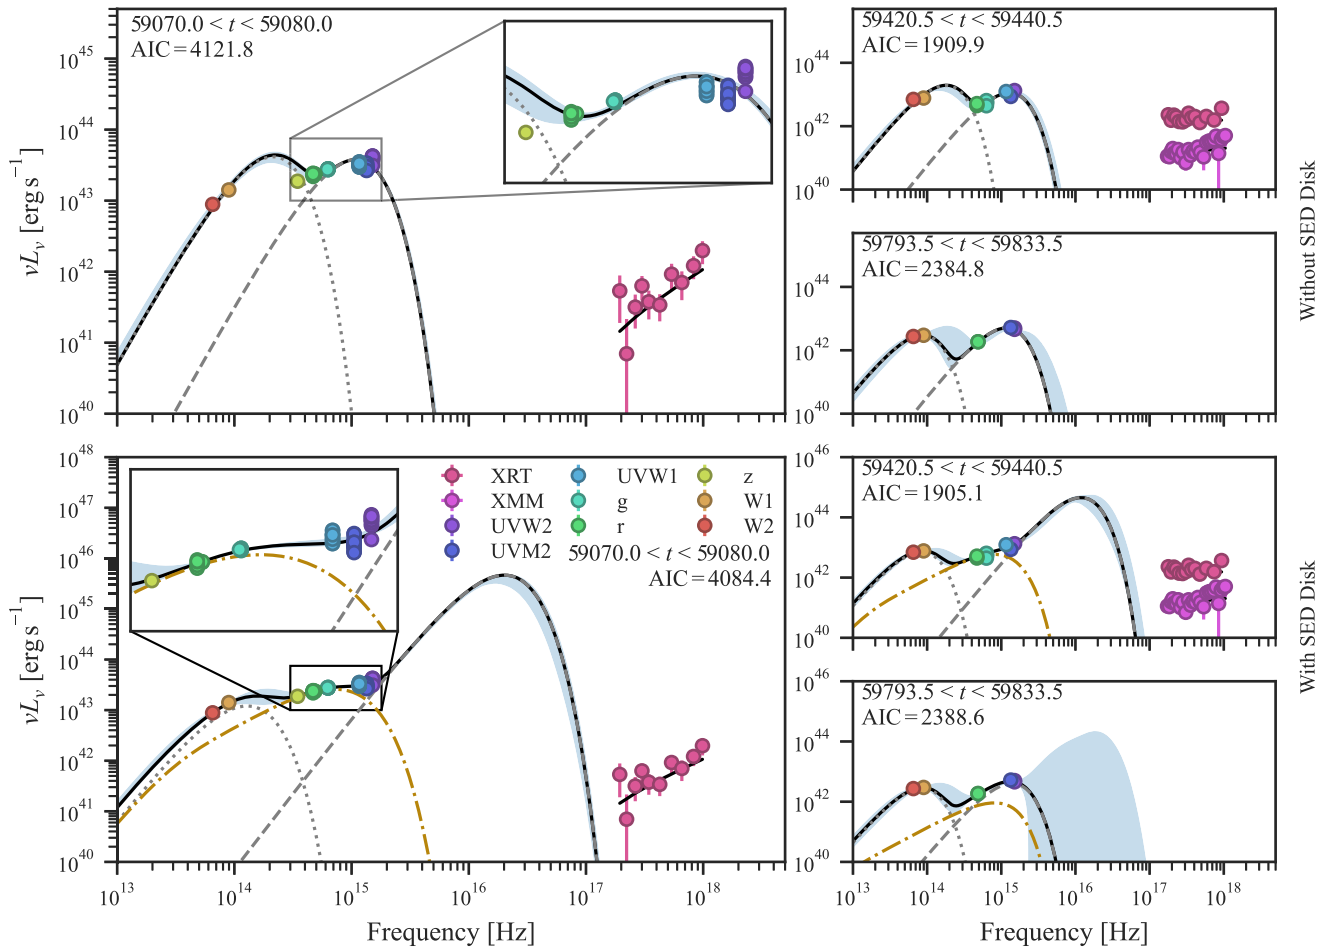 59070.0 < t < 59080.0
AIC = 4121.8
10^45
10^44
10^43
10^42
10^41
10^40
νL_ν [erg s^−1]
59420.5 < t < 59440.5
AIC = 1909.9
10^44
10^42
10^40
59793.5 < t < 59833.5
AIC = 2384.8
10^44
10^42
10^40
Without SED Disk
10^48
10^47
10^46
10^45
10^44
10^43
10^42
10^41
10^40
νL_ν [erg s^−1]
XRT
XMM
UVW2
UVM2
UVW1
g
r
z
W1
W2
59070.0 < t < 59080.0
AIC = 4084.4
10^13
10^14
10^15
10^16
10^17
10^18
Frequency [Hz]
59420.5 < t < 59440.5
AIC = 1905.1
10^46
10^44
10^42
10^40
59793.5 < t < 59833.5
AIC = 2388.6
10^46
10^44
10^42
10^40
10^13
10^14
10^15
10^16
10^17
10^18
Frequency [Hz]
With SED Disk